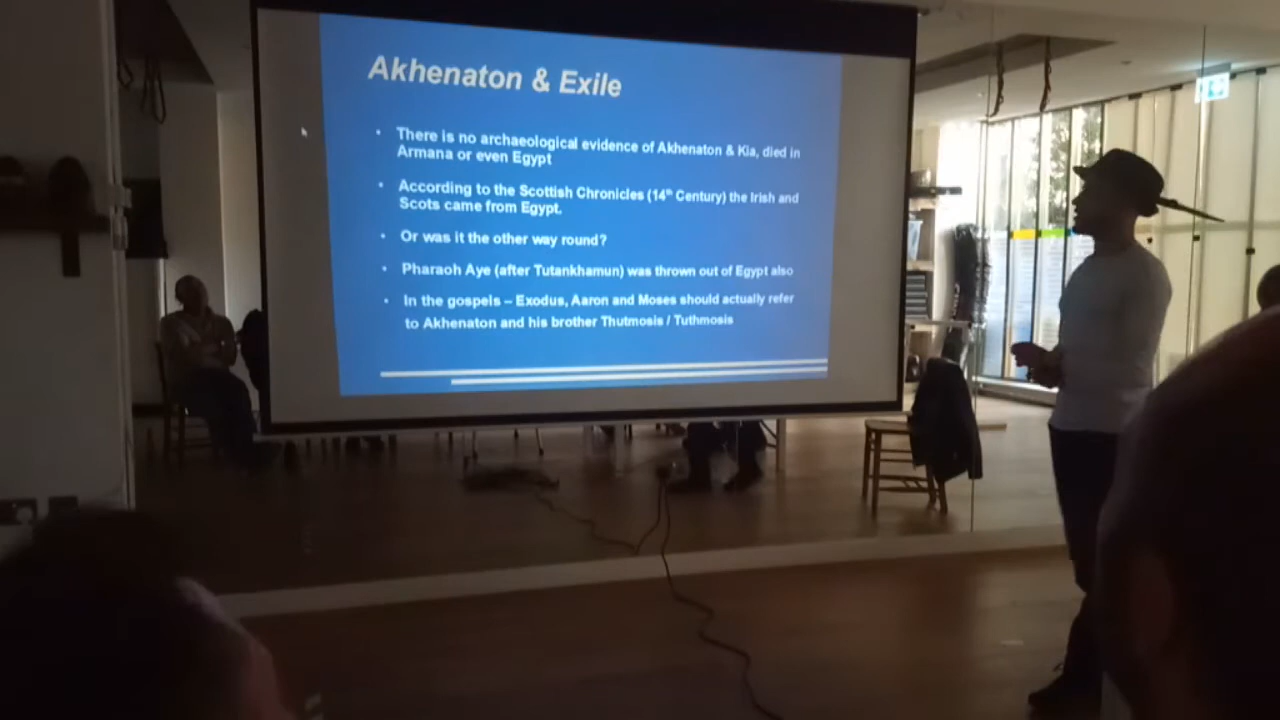 Akhenaton & Exile
• There is no archaeological evidence of Akhenaton & Kia, died in
Armana or even Egypt
• According to the Scottish Chronicles (14th Century) the Irish and
Scots came from Egypt.
• Or was it the other way round?
• Pharaoh Aye (after Tutankhamun) was thrown out of Egypt also
• In the gospels – Exodus, Aaron and Moses should actually refer
to Akhenaton and his brother Thutmosis / Tuthmosis